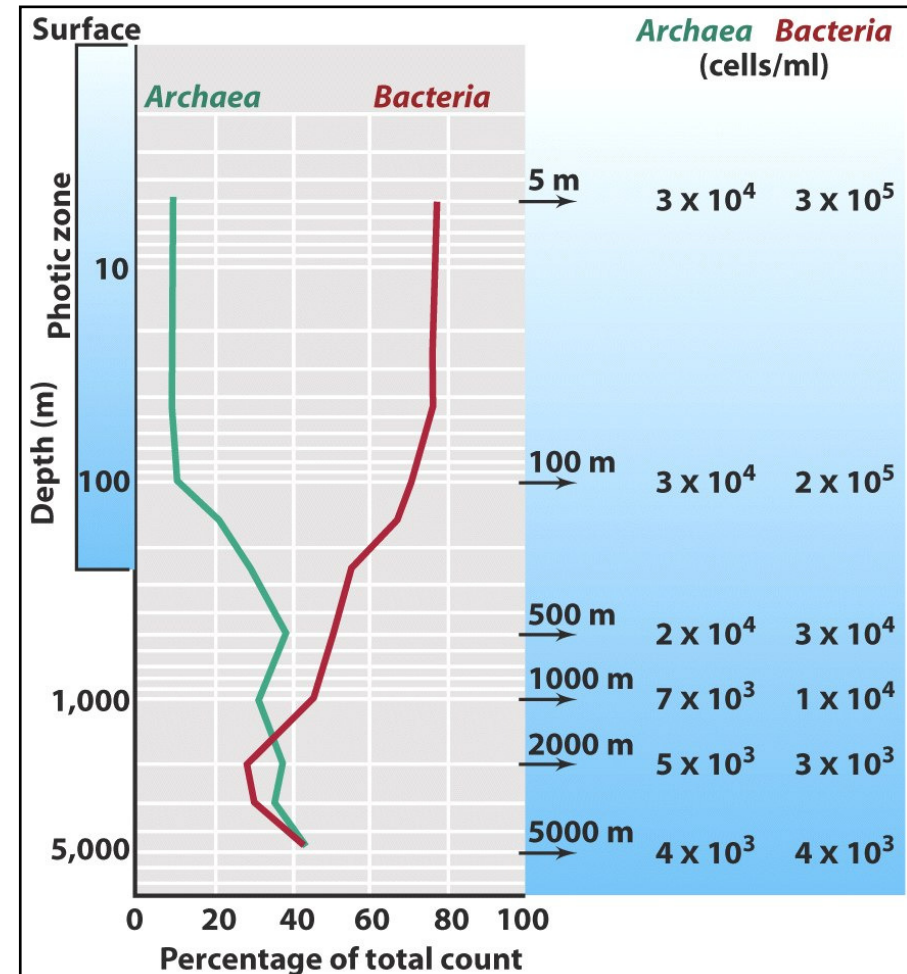 Surface
Archaea Bacteria
(cells/ml)
Archaea
Bacteria
Photic zone
Depth (m)
10
100
1,000
5,000
5 m
3 x 10⁴ 3 x 10⁵
100 m
3 x 10⁴ 2 x 10⁵
500 m
2 x 10⁴ 3 x 10⁴
1000 m
7 x 10³ 1 x 10⁴
2000 m
5 x 10³ 3 x 10³
5000 m
4 x 10³ 4 x 10³
0 20 40 60 80 100
Percentage of total count